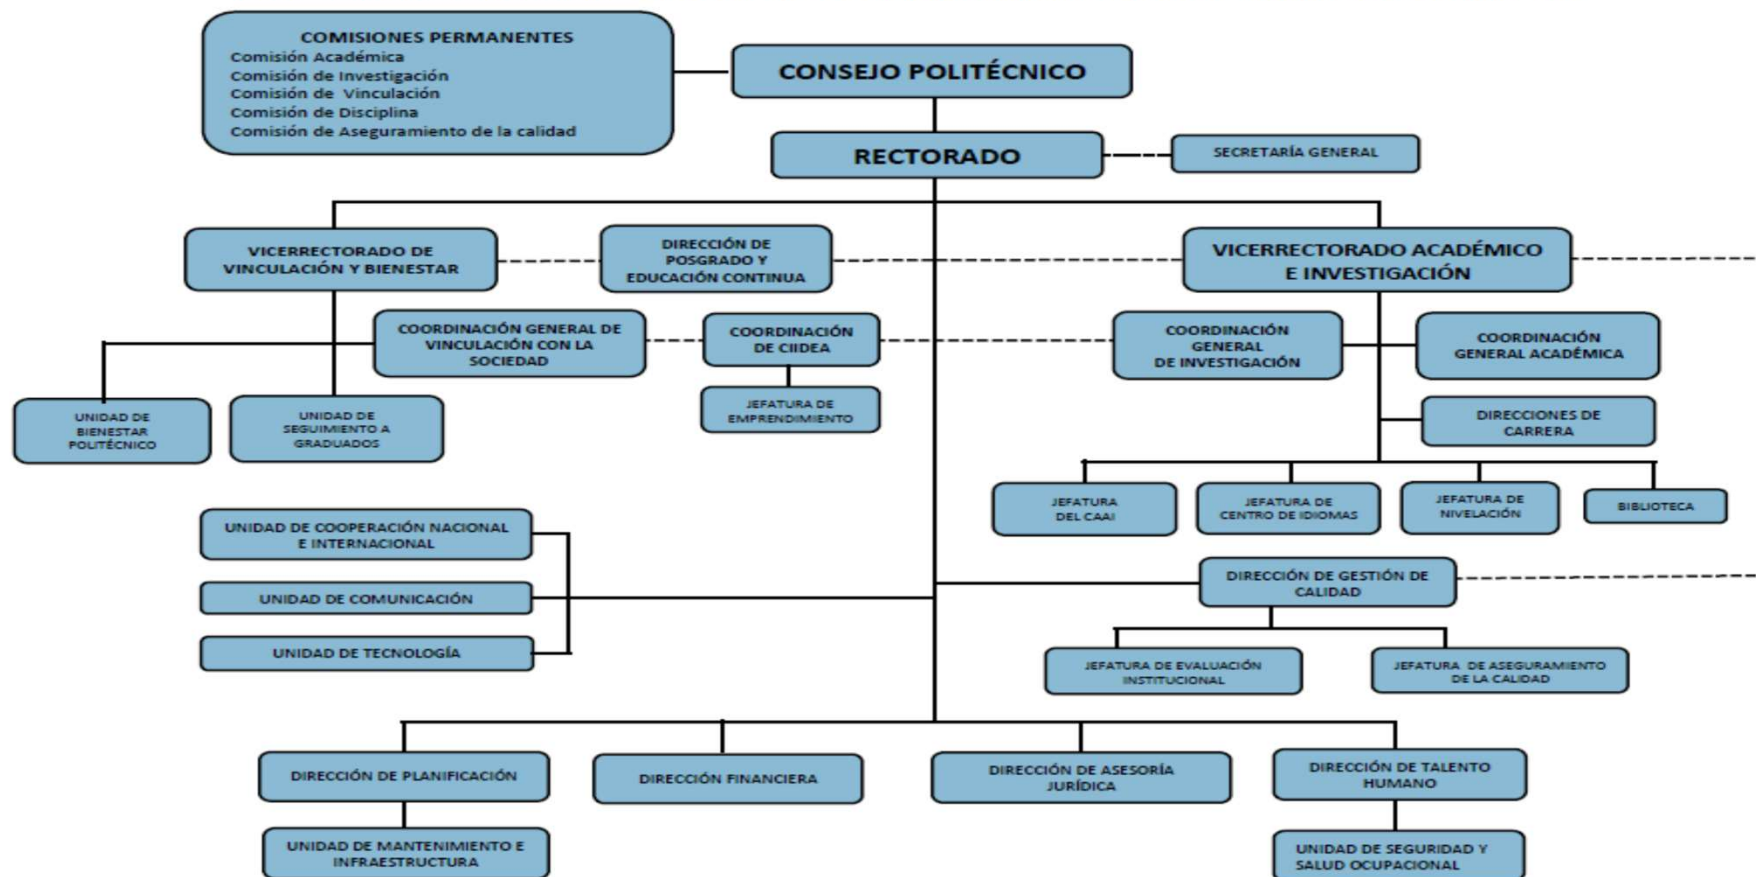 COMISIONES PERMANENTES
Comisión Académica
Comisión de Investigación
Comisión de Vinculación
Comisión de Disciplina
Comisión de Aseguramiento de la calidad
CONSEJO POLITÉCNICO
RECTORADO
SECRETARÍA GENERAL
VICERRECTORADO DE
VINCULACIÓN Y BIENESTAR
DIRECCIÓN DE
POSGRADO Y
EDUCACIÓN CONTINUA
VICERRECTORADO ACADÉMICO
E INVESTIGACIÓN
COORDINACIÓN GENERAL DE
VINCULACIÓN CON LA
SOCIEDAD
COORDINACIÓN
DE CIIDEA
COORDINACIÓN
GENERAL
DE INVESTIGACIÓN
COORDINACIÓN
GENERAL ACADÉMICA
UNIDAD DE
BIENESTAR
POLITÉCNICO
UNIDAD DE
SEGUIMIENTO A
GRADUADOS
JEFATURA DE
EMPRENDIMIENTO
DIRECCIONES DE
CARRERA
JEFATURA
DEL CAAI
JEFATURA DE
CENTRO DE IDIOMAS
JEFATURA DE
NIVELACIÓN
BIBLIOTECA
UNIDAD DE COOPERACIÓN NACIONAL
E INTERNACIONAL
UNIDAD DE COMUNICACIÓN
UNIDAD DE TECNOLOGÍA
DIRECCIÓN DE GESTIÓN DE
CALIDAD
JEFATURA DE EVALUACIÓN
INSTITUCIONAL
JEFATURA DE ASEGURAMIENTO
DE LA CALIDAD
DIRECCIÓN DE PLANIFICACIÓN
DIRECCIÓN FINANCIERA
DIRECCIÓN DE ASESORÍA
JURÍDICA
DIRECCIÓN DE TALENTO
HUMANO
UNIDAD DE MANTENIMIENTO E
INFRAESTRUCTURA
UNIDAD DE SEGURIDAD Y
SALUD OCUPACIONAL